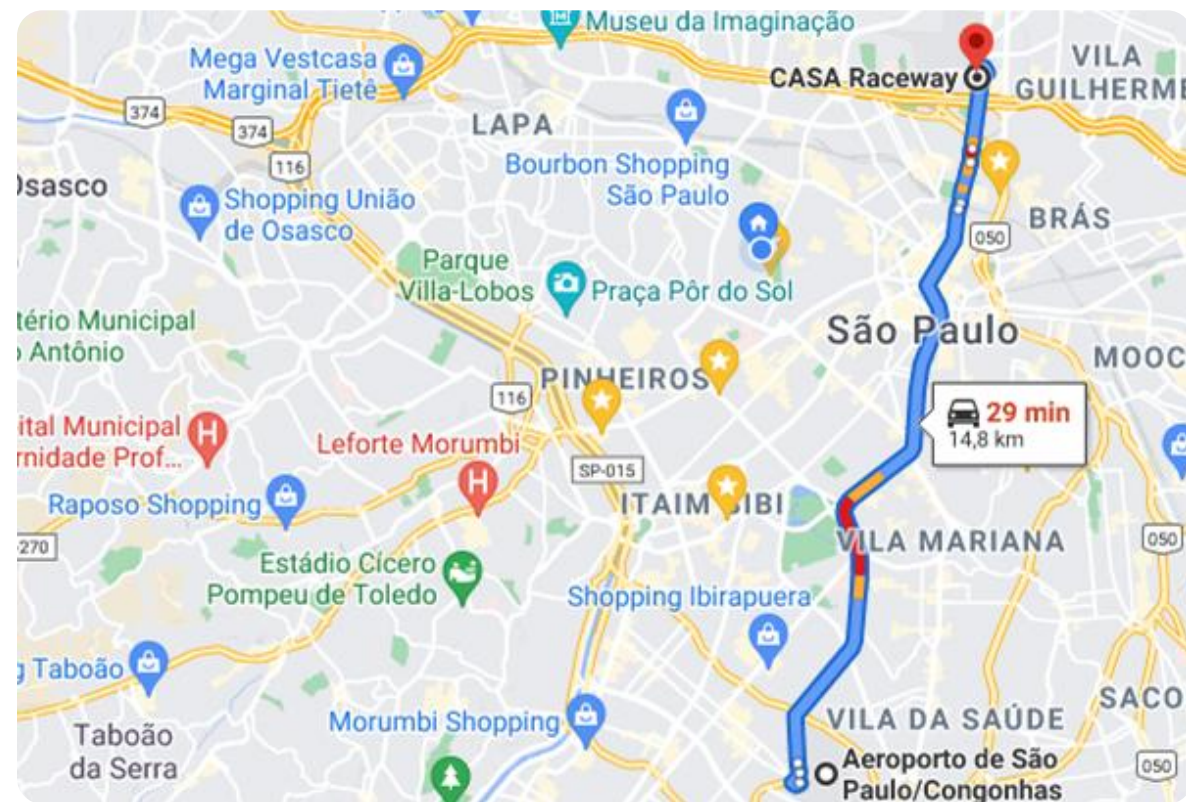 Museu da Imaginação
Mega Vestcasa
Marginal Tietê
CASA Raceway
VILA
GUILHERME
374
374
LAPA
116
Bourbon Shopping
São Paulo
Osasco
Shopping União
de Osasco
BRÁS
050
Parque
Villa-Lobos
Praça Pôr do Sol
tério Municipal
o Antônio
São Paulo
MOOC
PINHEIROS
116
29 min
14,8 km
ital Municipal
rnidade Prof...
H
Leforte Morumbi
H
SP-015
Raposo Shopping
ITAIM BIBI
-270
VILA MARIANA
050
Estádio Cícero
Pompeu de Toledo
Shopping Ibirapuera
g Taboão
Morumbi Shopping
VILA DA SAÚDE
SACO
Taboão
da Serra
Aeroporto de São
Paulo/Congonhas
050